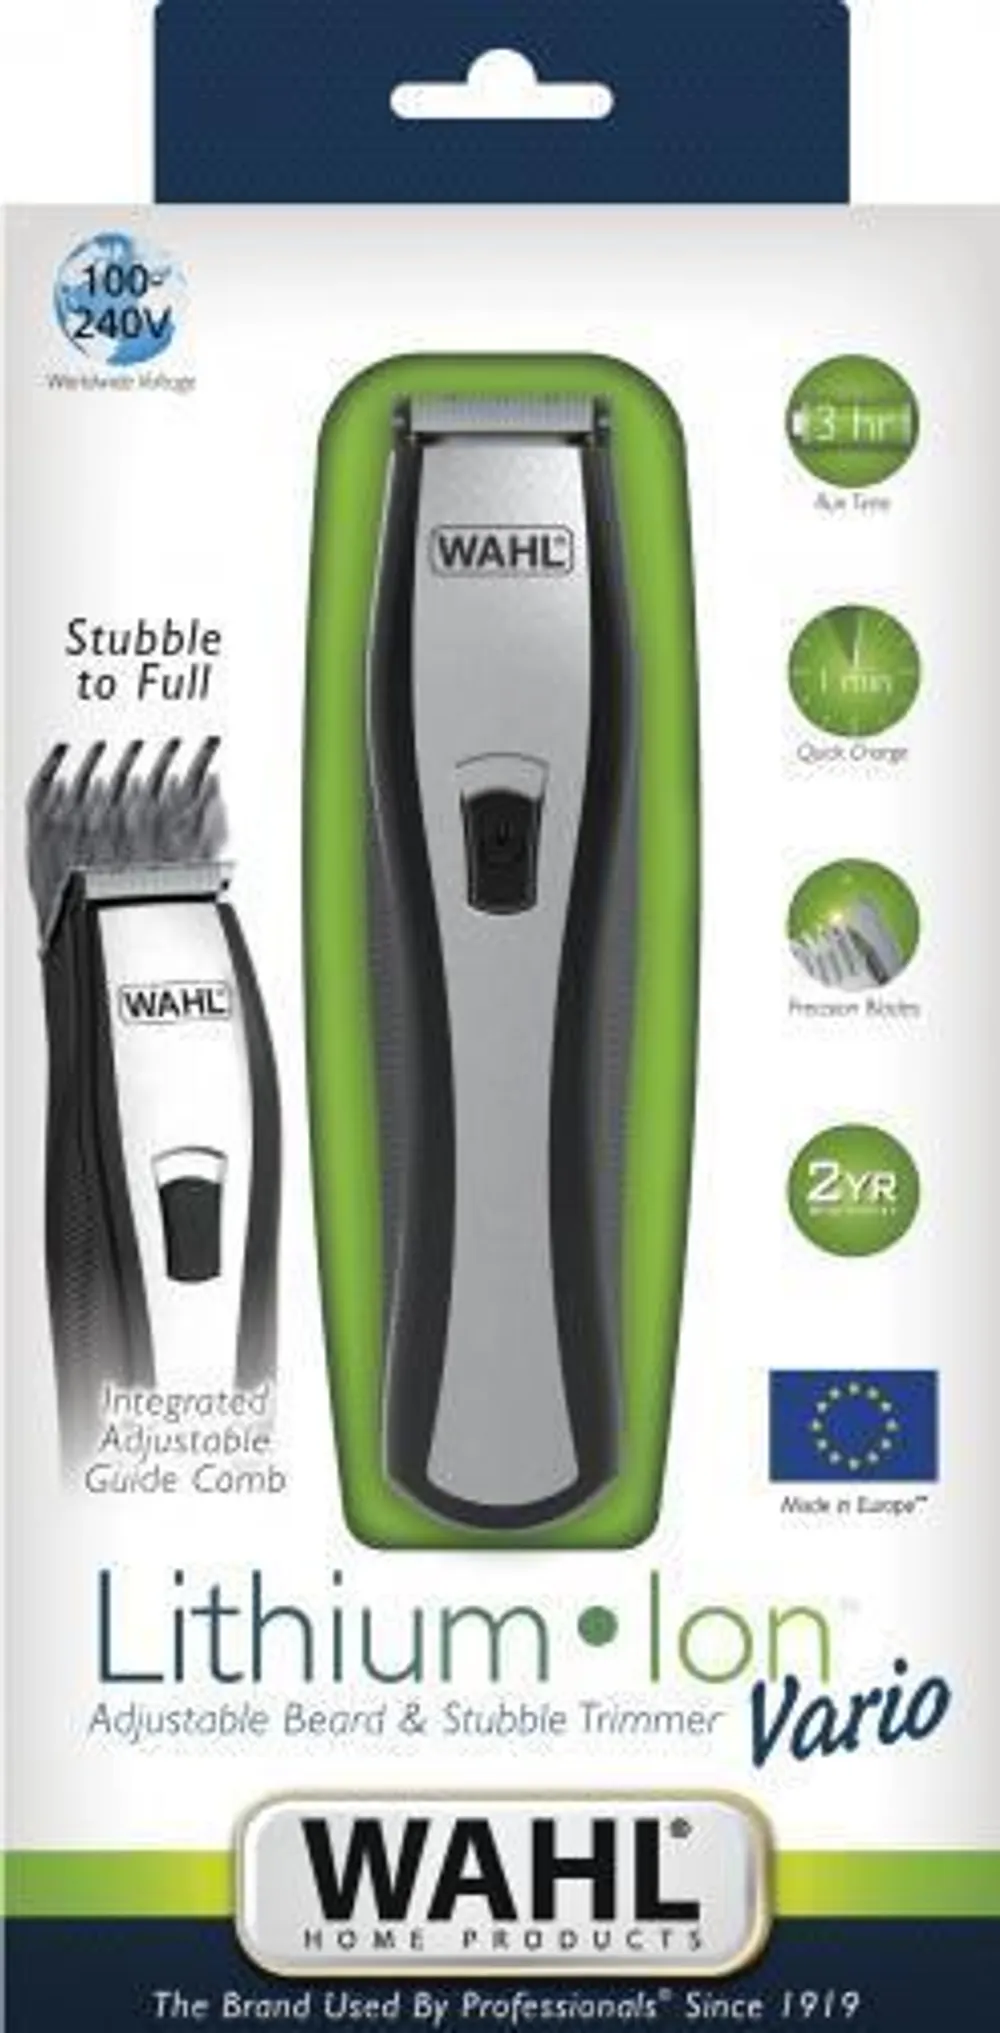 100-
240V
Worldwide Voltage
3 hr
Run Time
WAHL®
Stubble
to Full
1 min
Quick Charge
Precision Blades
WAHL®
2YR
Integrated
Adjustable
Guide Comb
Made in Europe™
Lithium•Ion™
Adjustable Beard & Stubble Trimmer
Vario
WAHL®
HOME PRODUCTS
The Brand Used By Professionals® Since 1919